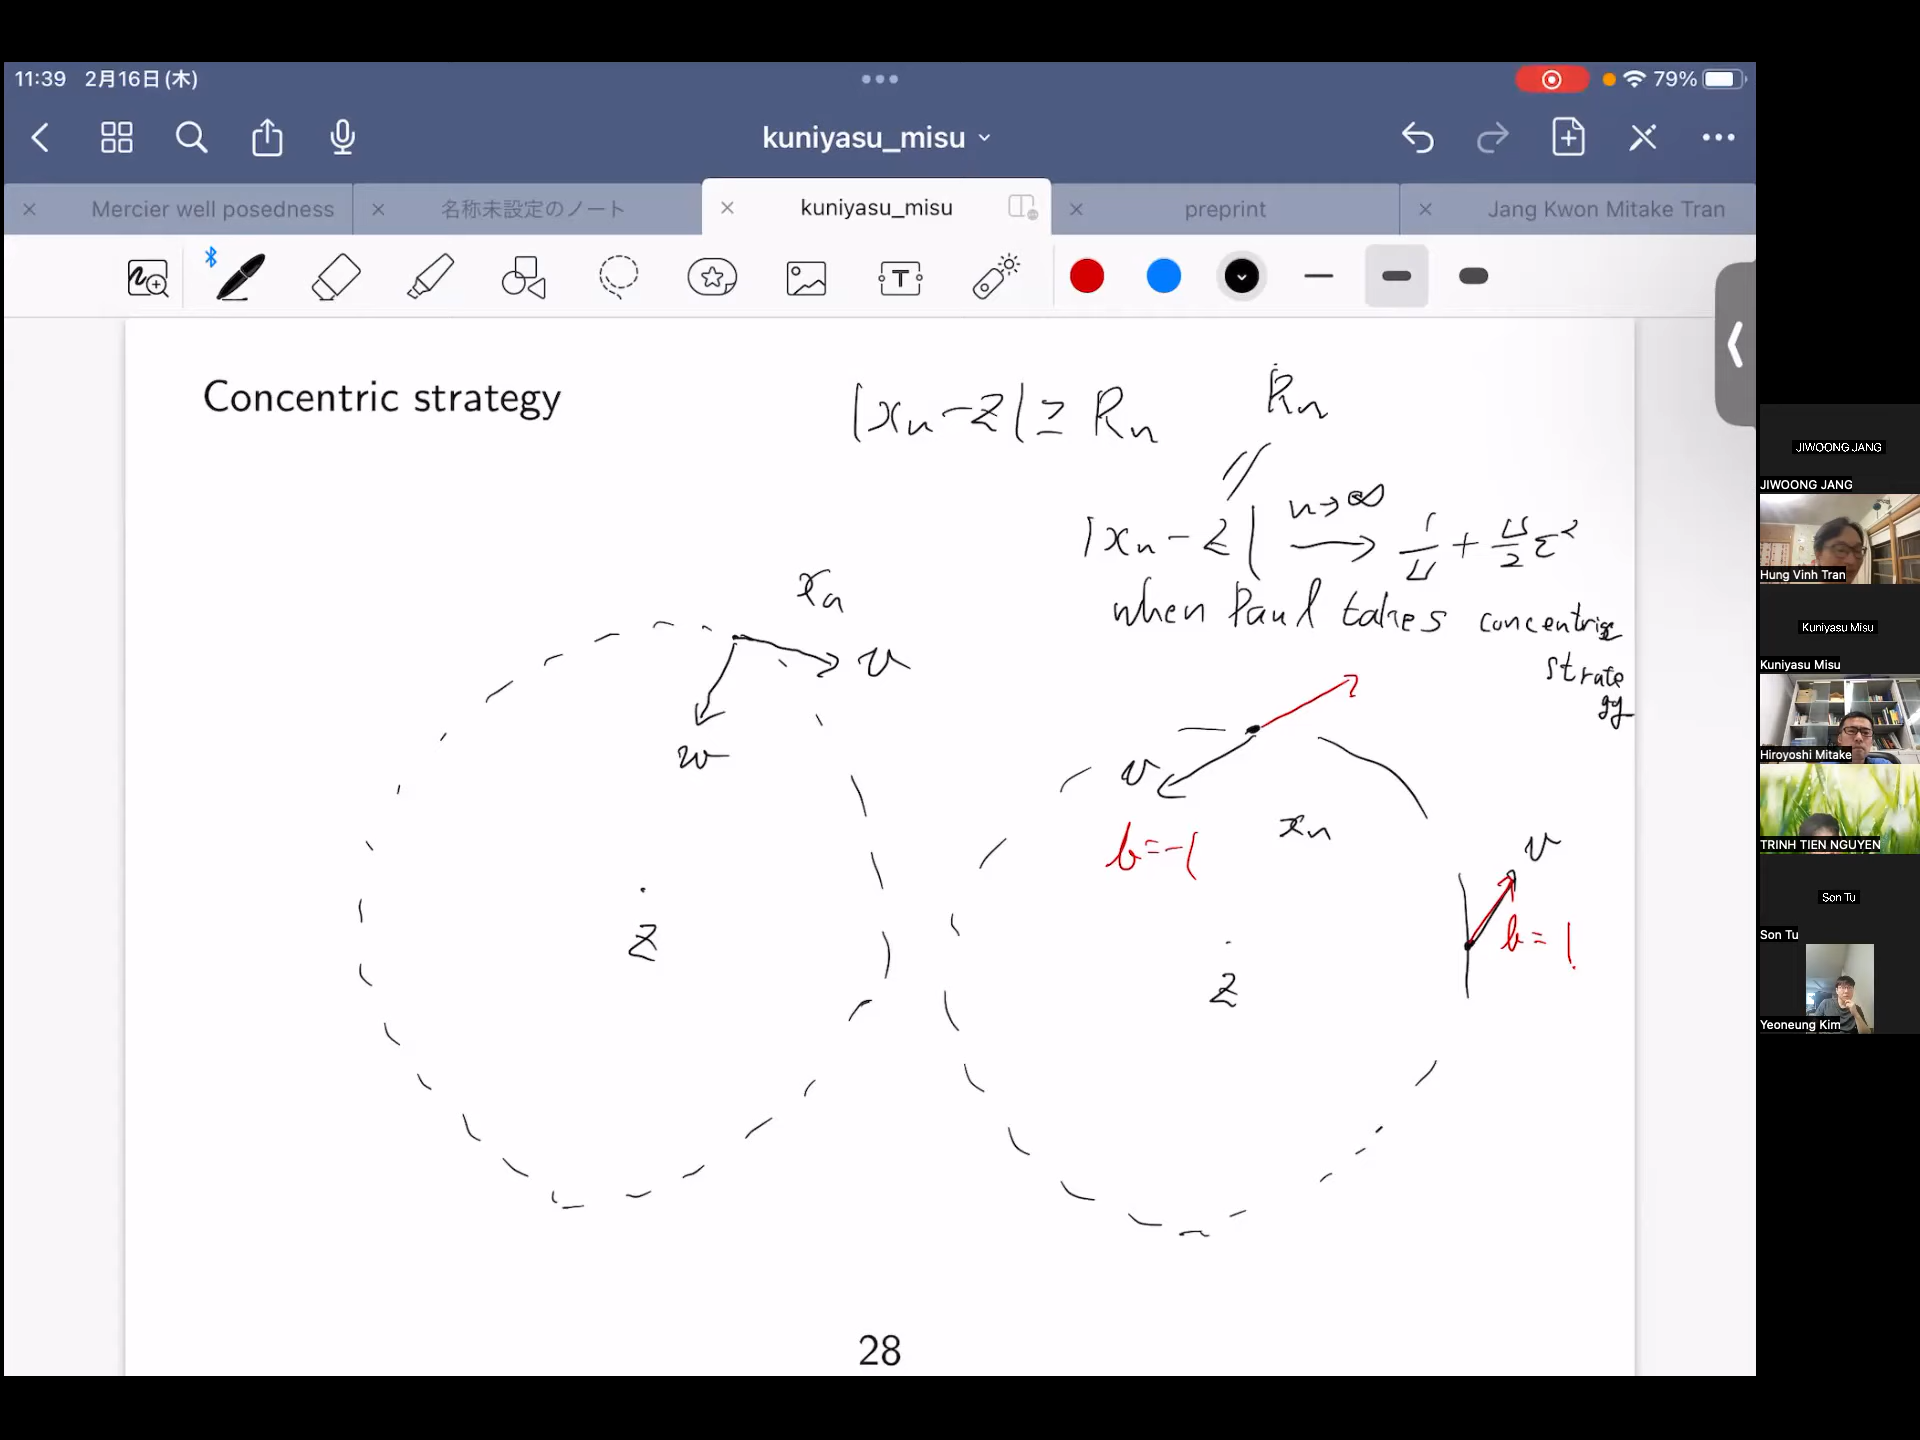 11:39 2月16日(木)
79%
kuniyasu_misu
Mercier well posedness
名称未設定のノート
kuniyasu_misu
preprint
Jang Kwon Mitake Tran
Concentric strategy
|xn-z| ≥ Rn
Rn
|xn-z| n→∞ → 1/ν + ν/2 ε²
when Paul takes concentric
strate
gy
xn
v
w
z
v
b=-1
xn
v
b=1
z
28
JIWOONG JANG
JIWOONG JANG
Hung Vinh Tran
Kuniyasu Misu
Kuniyasu Misu
Hiroyoshi Mitake
TRINH TIEN NGUYEN
Son Tu
Son Tu
Yeoneung Kim